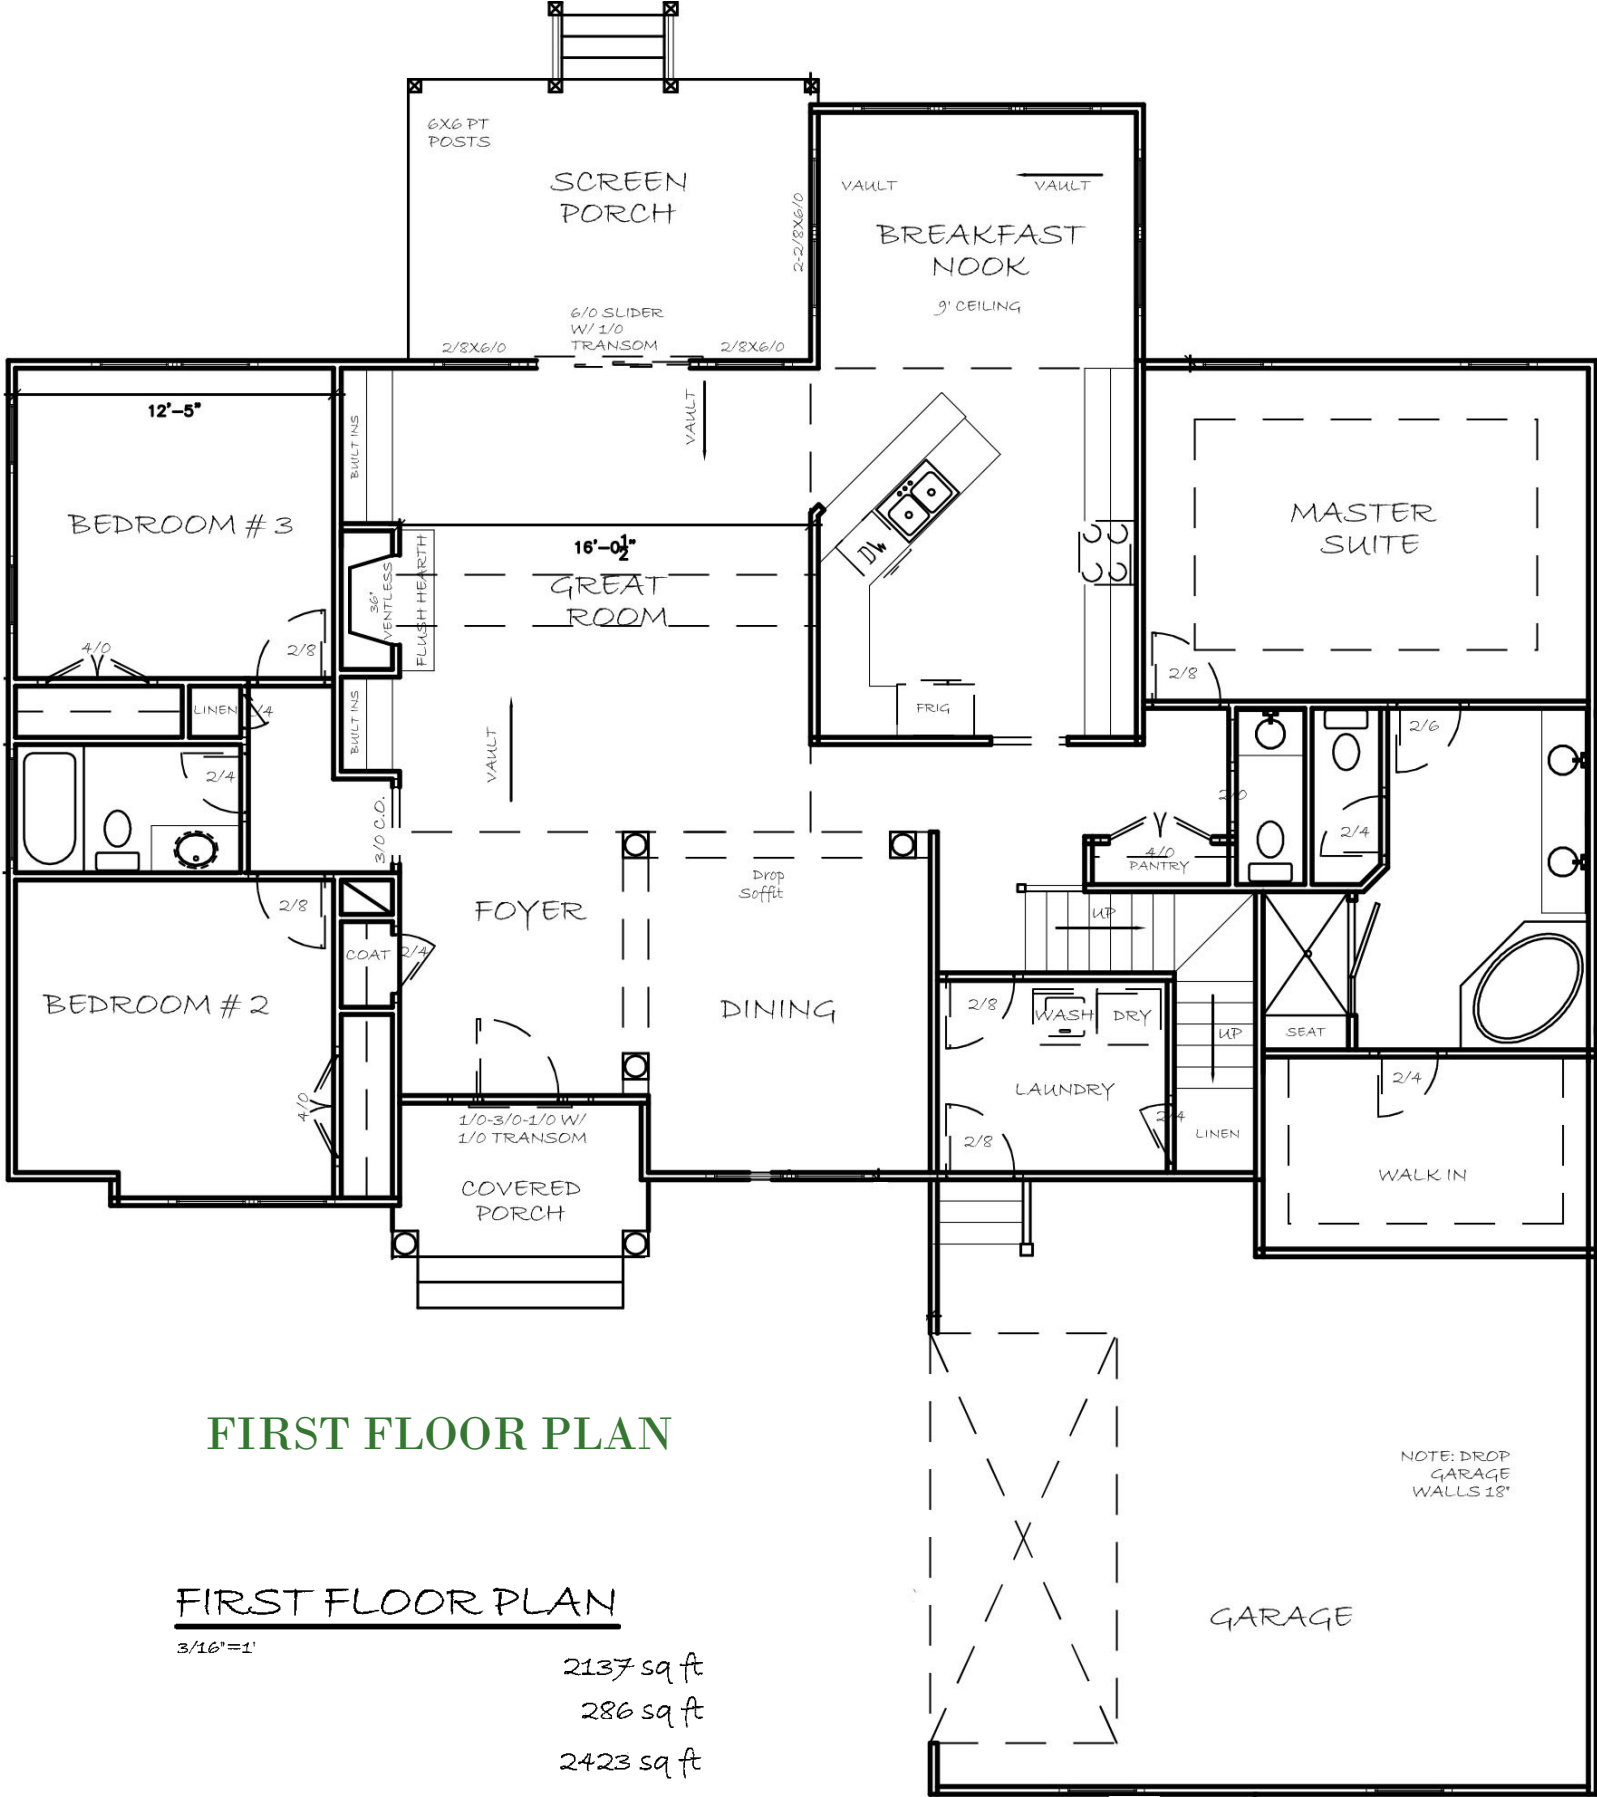 6X6 PT
POSTS
SCREEN
PORCH
2-2/8X6/0
VAULT
VAULT
BREAKFAST
NOOK
9' CEILING
6/0 SLIDER
W/ 1/0
TRANSOM
2/8X6/0
2/8X6/0
12'-5"
BUILT INS
VAULT
BEDROOM # 3
MASTER
SUITE
16'-0½"
GREAT
ROOM
DW
36"
VENTLESS
FLUSH HEARTH
4/0
2/8
2/8
LINEN
2/4
BUILT INS
FRIG
2/6
VAULT
2/4
2/0
3/0 C.O.
2/4
4/0
PANTRY
Drop
Soffit
2/8
FOYER
UP
COAT
2/4
BEDROOM # 2
DINING
2/8
WASH
DRY
UP
SEAT
LAUNDRY
2/4
4/0
1/0-3/0-1/0 W/
1/0 TRANSOM
2/8
2/4
LINEN
COVERED
PORCH
WALK IN
FIRST FLOOR PLAN
NOTE: DROP
GARAGE
WALLS 18"
FIRST FLOOR PLAN
3/16"=1'
GARAGE
2137 sq ft
286 sq ft
2423 sq ft